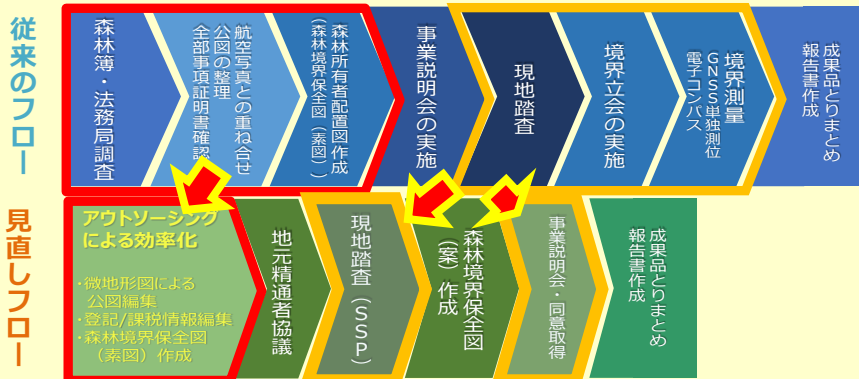 従来のフロー
森林簿・法務局調査
航空写真との重ね合せ
公図の整理
全部事項証明書確認
森林所有者配置図作成
（森林境界保全図（素図））
事業説明会の実施
現地踏査
境界立会の実施
境界測量
GNSS単独測位
電子コンパス
成果品とりまとめ
報告書作成
見直しフロー
アウトソーシング
による効率化
・微地形図による
公図編集
・登記/課税情報編集
・森林境界保全図
（素図）作成
地元精通者協議
現地踏査（SSP）
森林境界保全図
（案）作成
事業説明会・同意取得
成果品とりまとめ
報告書作成